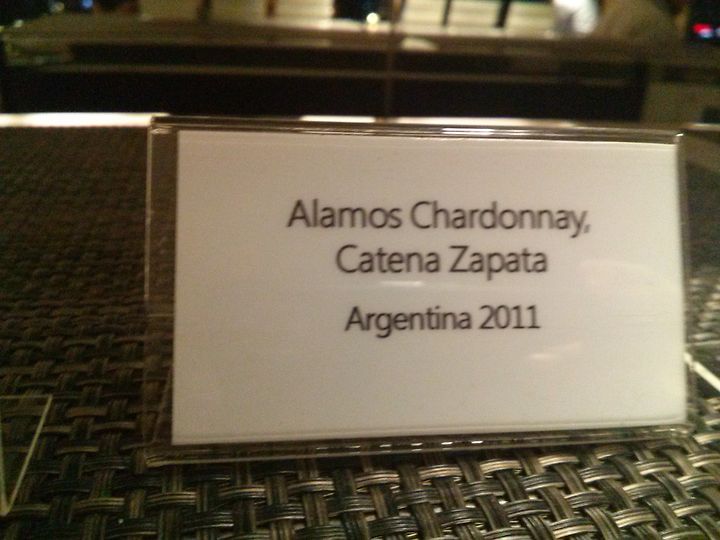 Alamos Chardonnay,
Catena Zapata
Argentina 2011